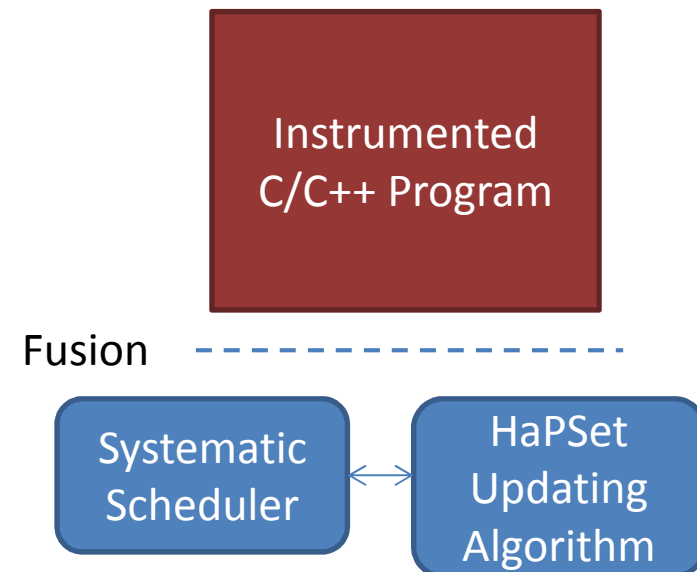 Instrumented
C/C++ Program
Fusion
Systematic
Scheduler
HaPSet
Updating
Algorithm